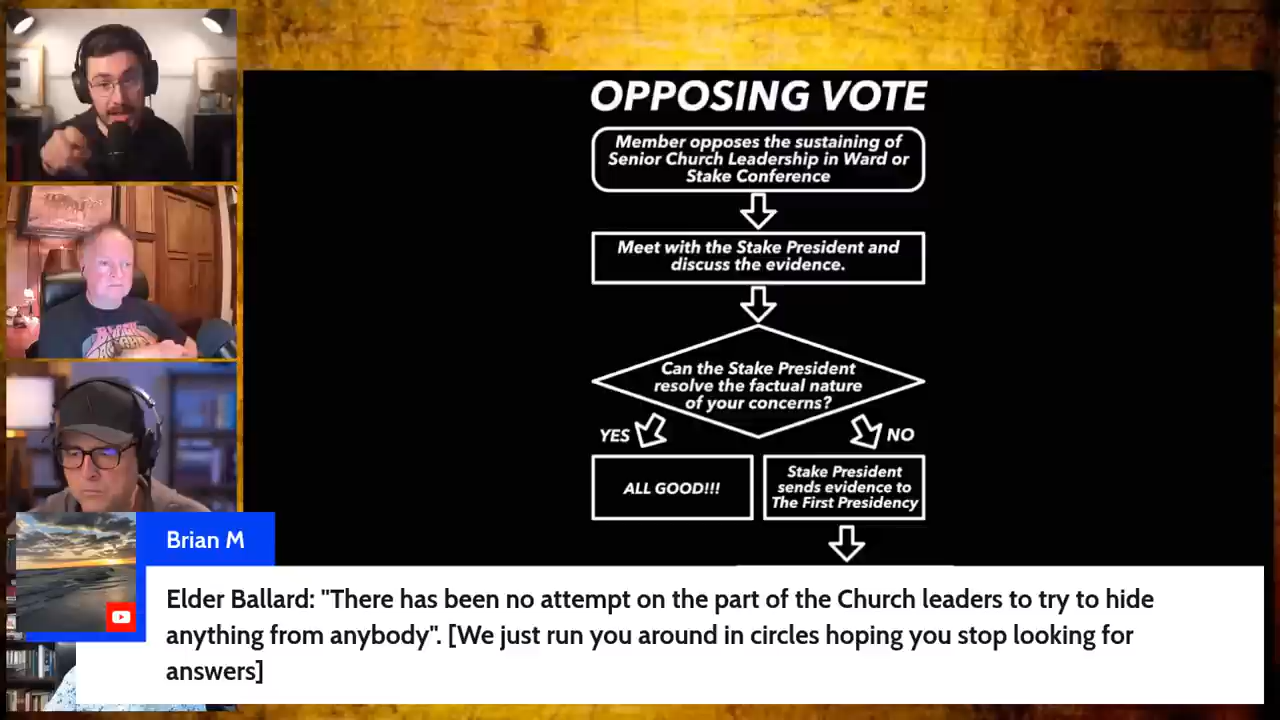 OPPOSING VOTE
Member opposes the sustaining of
Senior Church Leadership in Ward or
Stake Conference
Meet with the Stake President and
discuss the evidence.
Can the Stake President
resolve the factual nature
of your concerns?
YES
NO
ALL GOOD!!!
Stake President
sends evidence to
The First Presidency
Brian M
Elder Ballard: "There has been no attempt on the part of the Church leaders to try to hide
anything from anybody". [We just run you around in circles hoping you stop looking for
answers]